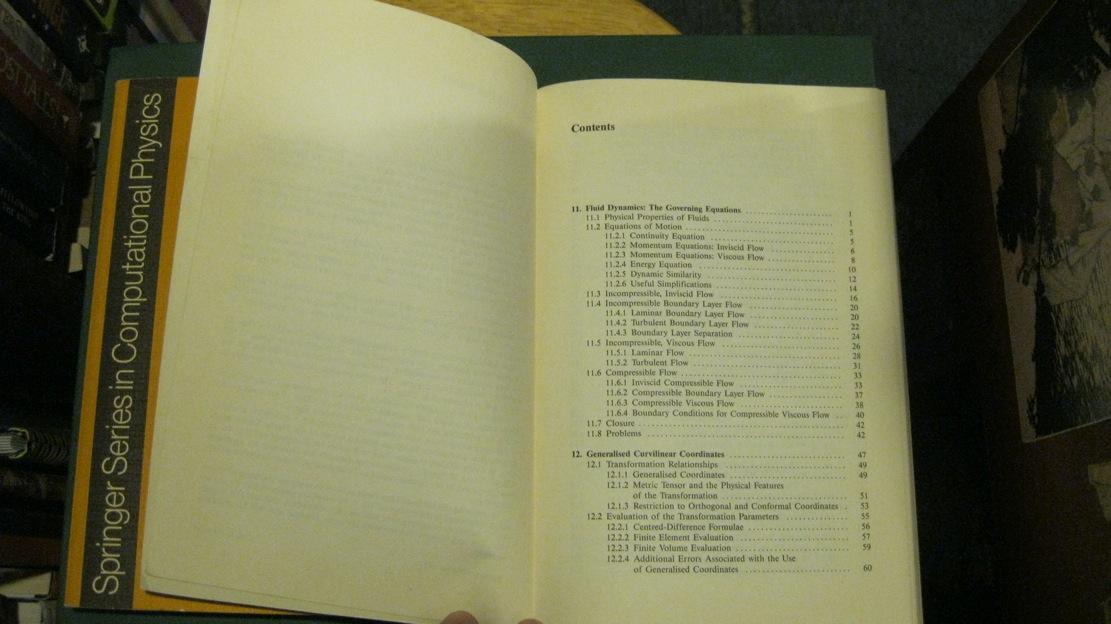 Springer Series in Computational Physics
Contents
11. Fluid Dynamics: The Governing Equations ........................ 1
11.1 Physical Properties of Fluids ........................ 1
11.2 Equations of Motion ........................ 5
11.2.1 Continuity Equation ........................ 5
11.2.2 Momentum Equations: Inviscid Flow ........................ 6
11.2.3 Momentum Equations: Viscous Flow ........................ 8
11.2.4 Energy Equation ........................ 10
11.2.5 Dynamic Similarity ........................ 12
11.2.6 Useful Simplifications ........................ 14
11.3 Incompressible, Inviscid Flow ........................ 16
11.4 Incompressible Boundary Layer Flow ........................ 20
11.4.1 Laminar Boundary Layer Flow ........................ 20
11.4.2 Turbulent Boundary Layer Flow ........................ 22
11.4.3 Boundary Layer Separation ........................ 24
11.5 Incompressible, Viscous Flow ........................ 26
11.5.1 Laminar Flow ........................ 28
11.5.2 Turbulent Flow ........................ 31
11.6 Compressible Flow ........................ 33
11.6.1 Inviscid Compressible Flow ........................ 33
11.6.2 Compressible Boundary Layer Flow ........................ 37
11.6.3 Compressible Viscous Flow ........................ 38
11.6.4 Boundary Conditions for Compressible Viscous Flow ... 40
11.7 Closure ........................ 42
11.8 Problems ........................ 42
12. Generalised Curvilinear Coordinates ........................ 47
12.1 Transformation Relationships ........................ 49
12.1.1 Generalised Coordinates ........................ 49
12.1.2 Metric Tensor and the Physical Features
of the Transformation ........................ 51
12.1.3 Restriction to Orthogonal and Conformal Coordinates . 53
12.2 Evaluation of the Transformation Parameters ........................ 55
12.2.1 Centred-Difference Formulae ........................ 56
12.2.2 Finite Element Evaluation ........................ 57
12.2.3 Finite Volume Evaluation ........................ 59
12.2.4 Additional Errors Associated with the Use
of Generalised Coordinates ........................ 60